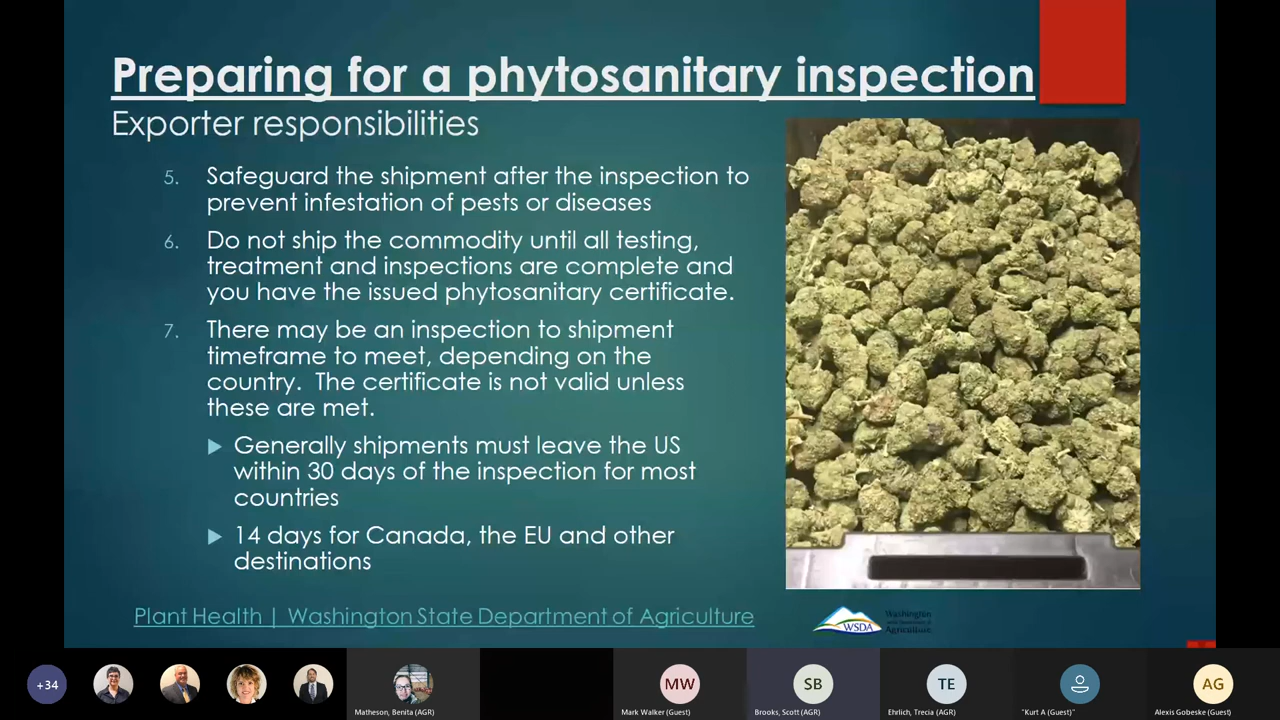 Preparing for a phytosanitary inspection
Exporter responsibilities
5. Safeguard the shipment after the inspection to
prevent infestation of pests or diseases
6. Do not ship the commodity until all testing,
treatment and inspections are complete and
you have the issued phytosanitary certificate.
7. There may be an inspection to shipment
timeframe to meet, depending on the
country. The certificate is not valid unless
these are met.
Generally shipments must leave the US
within 30 days of the inspection for most
countries
14 days for Canada, the EU and other
destinations
Plant Health | Washington State Department of Agriculture
WSDA
Washington
Agriculture
+34
MW
SB
TE
AG
Matheson, Benita (AGR)
Mark Walker (Guest)
Brooks, Scott (AGR)
Ehrlich, Trecia (AGR)
"Kurt A (Guest)"
Alexis Gobeske (Guest)